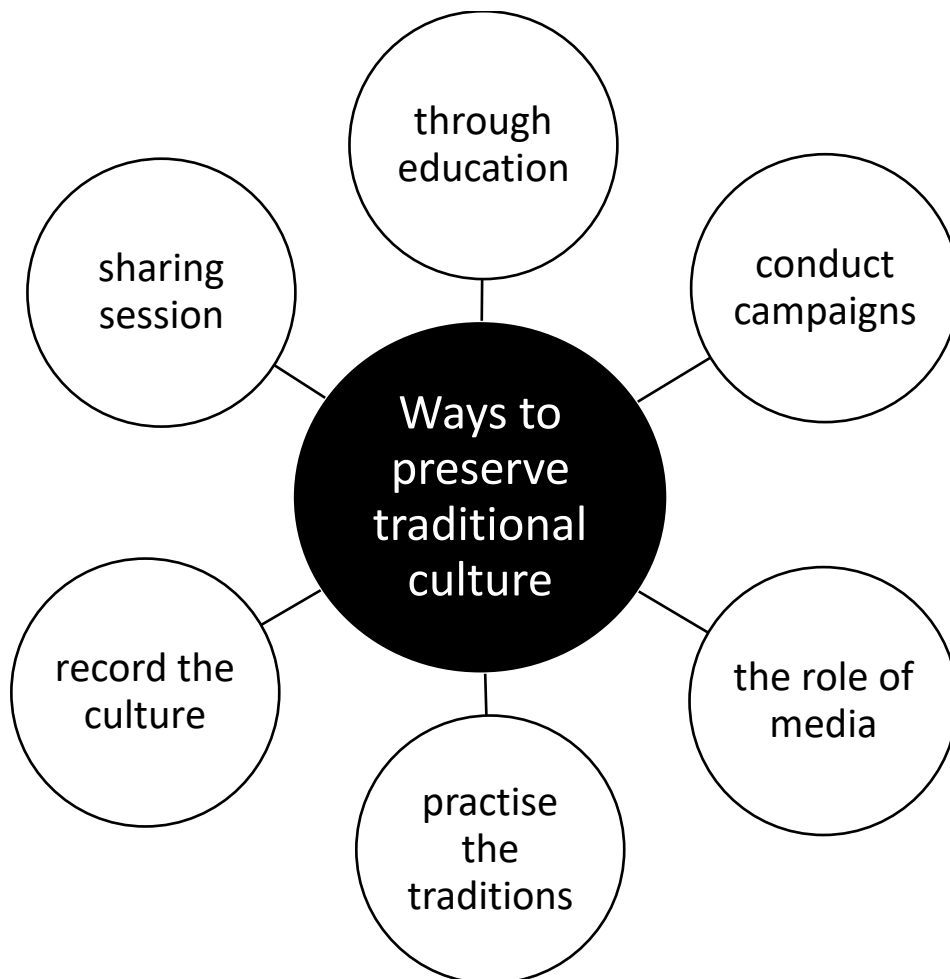 through
education
sharing
session
conduct
campaigns
Ways to
preserve
traditional
culture
record the
culture
the role of
media
practise
the
traditions